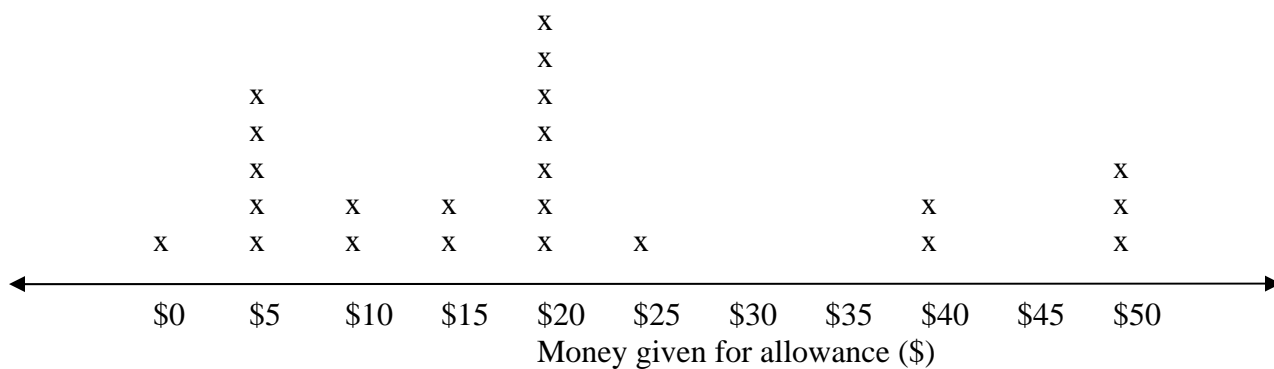 x
x
x x
x x
x x x
x x x x x x
x x x x x x x x
$0 $5 $10 $15 $20 $25 $30 $35 $40 $45 $50
Money given for allowance ($)